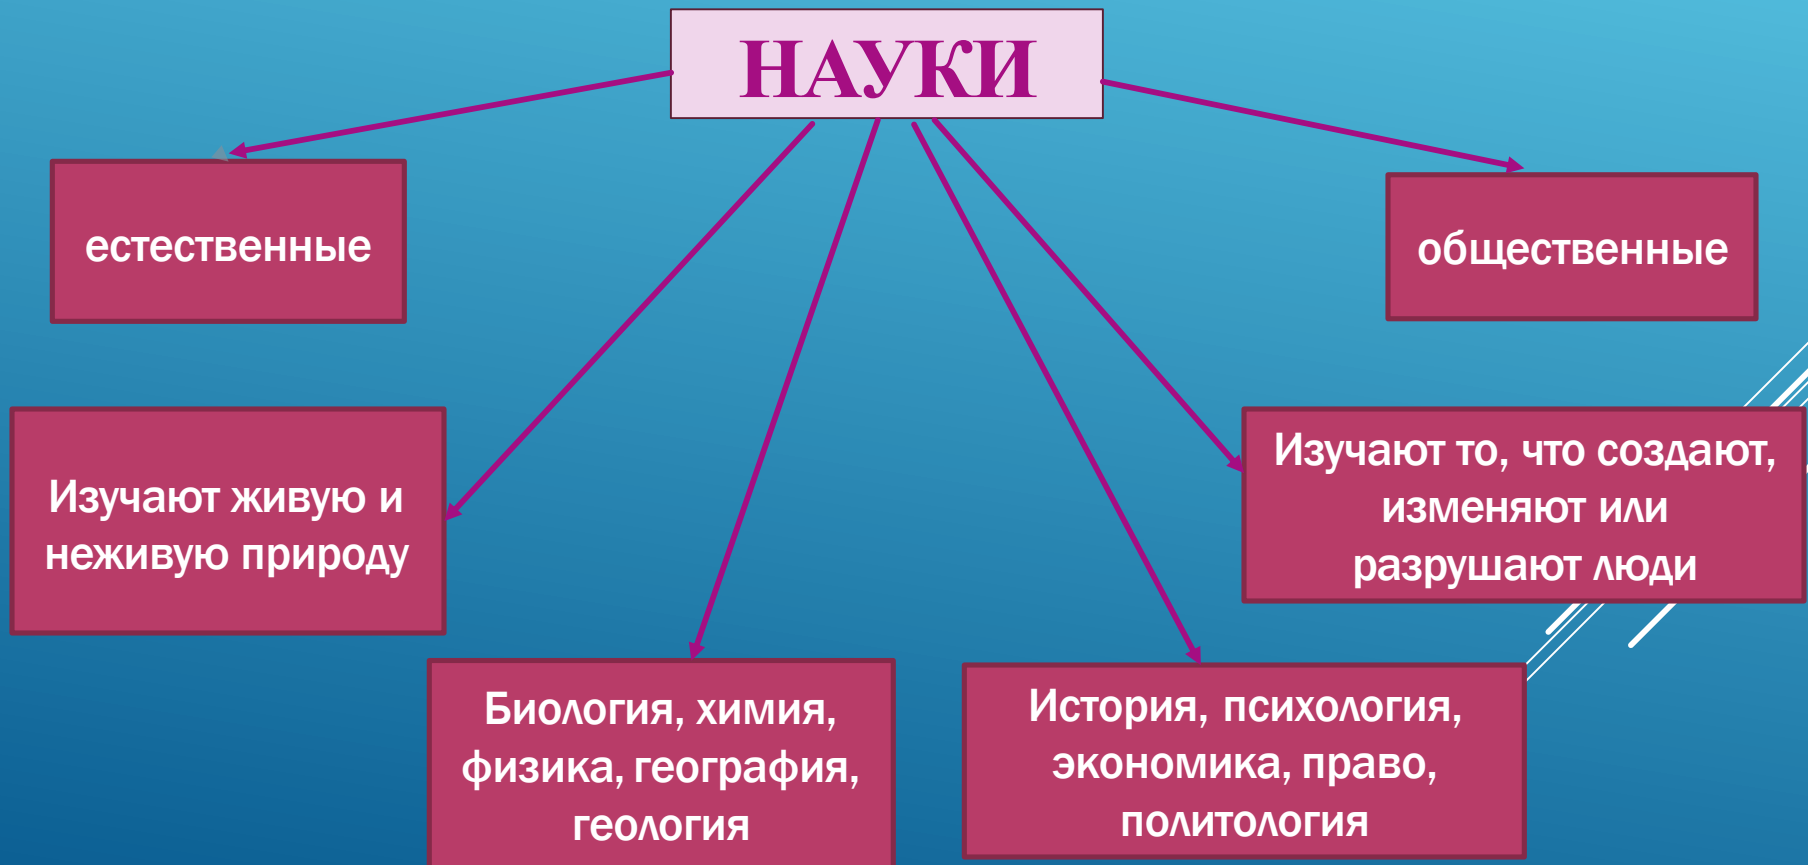 НАУКИ
естественные
общественные
Изучают живую и
неживую природу
Изучают то, что создают,
изменяют или
разрушают люди
Биология, химия,
физика, география,
геология
История, психология,
экономика, право,
политология